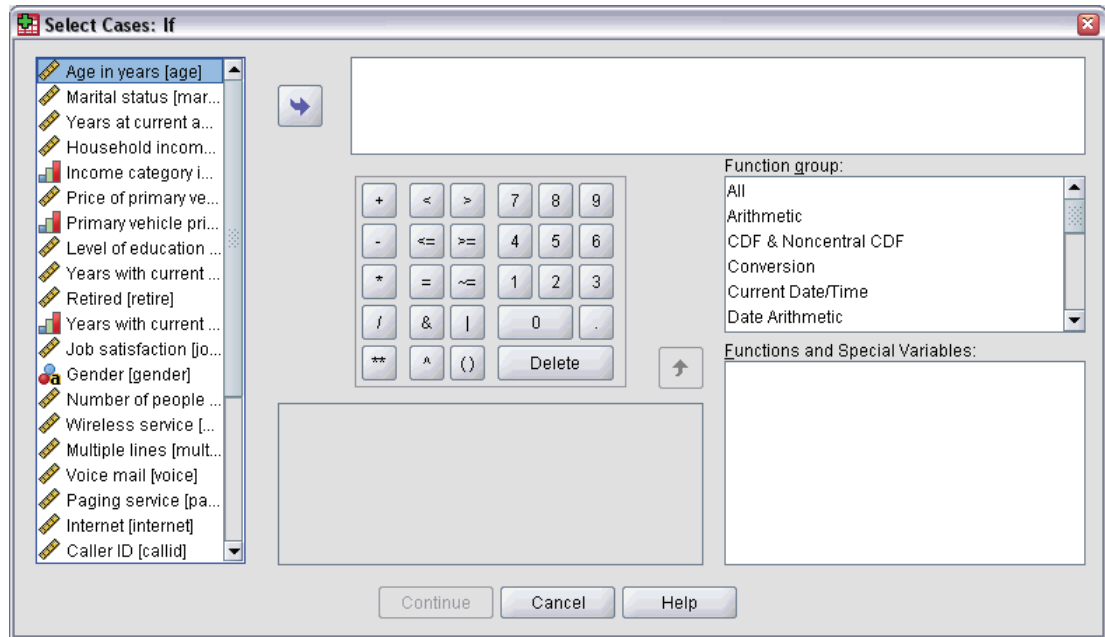 Select Cases: If
Age in years [age]
Marital status [mar...
Years at current a...
Household incom...
Income category i...
Price of primary ve...
Primary vehicle pri...
Level of education ...
Years with current ...
Retired [retire]
Years with current ...
Job satisfaction [jo...
Gender [gender]
Number of people ...
Wireless service [...
Multiple lines [mult...
Voice mail [voice]
Paging service [pa...
Internet [internet]
Caller ID [callid]
+ < > 7 8 9
- <= >= 4 5 6
* = ~= 1 2 3
/ & | 0 .
** ^ () Delete
Function group:
All
Arithmetic
CDF & Noncentral CDF
Conversion
Current Date/Time
Date Arithmetic
Functions and Special Variables:
Continue Cancel Help